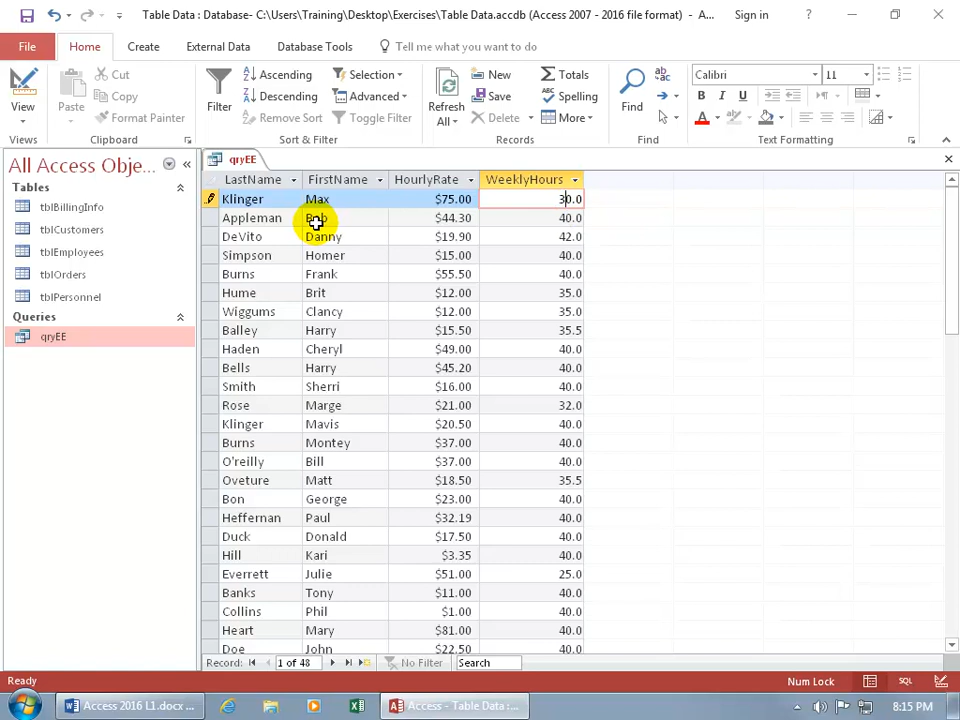 Table Data : Database- C:\Users\Training\Desktop\Exercises\Table Data.accdb (Access 2007 - 2016 file format) - A... Sign in ?
File Home Create External Data Database Tools Tell me what you want to do
View
Views
Paste
Cut
Copy
Format Painter
Clipboard
Filter
Ascending
Descending
Remove Sort
Selection
Advanced
Toggle Filter
Sort & Filter
Refresh All
New
Save
Delete
Totals
Spelling
More
Records
Find
Find
Calibri 11
B I U
A
Text Formatting
All Access Obje...
Tables
tblBillingInfo
tblCustomers
tblEmployees
tblOrders
tblPersonnel
Queries
qryEE
qryEE
LastName FirstName HourlyRate WeeklyHours
Klinger Max $75.00 30.0
Appleman Bob $44.30 40.0
DeVito Danny $19.90 42.0
Simpson Homer $15.00 40.0
Burns Frank $55.50 40.0
Hume Brit $12.00 35.0
Wiggums Clancy $12.00 35.0
Balley Harry $15.50 35.5
Haden Cheryl $49.00 40.0
Bells Harry $45.20 40.0
Smith Sherri $16.00 40.0
Rose Marge $21.00 32.0
Klinger Mavis $20.50 40.0
Burns Montey $37.00 40.0
O'reilly Bill $37.00 40.0
Oveture Matt $18.50 35.5
Bon George $23.00 40.0
Heffernan Paul $32.19 40.0
Duck Donald $17.50 40.0
Hill Kari $3.35 40.0
Everrett Julie $51.00 25.0
Banks Tony $11.00 40.0
Collins Phil $1.00 40.0
Heart Mary $81.00 40.0
Doe John $22.50 40.0
Record: 1 of 48 No Filter Search
Ready Num Lock SQL
Access 2016 L1.docx ... Access - Table Data :... 8:15 PM